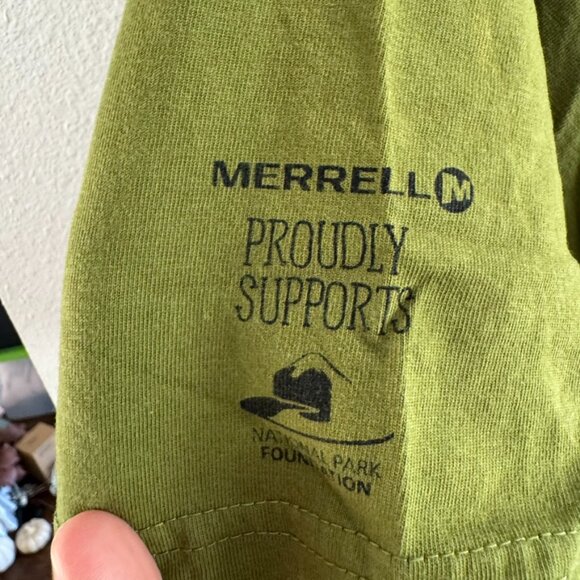 MERRELL M
PROUDLY
SUPPORTS
NATIONAL PARK
FOUNDATION